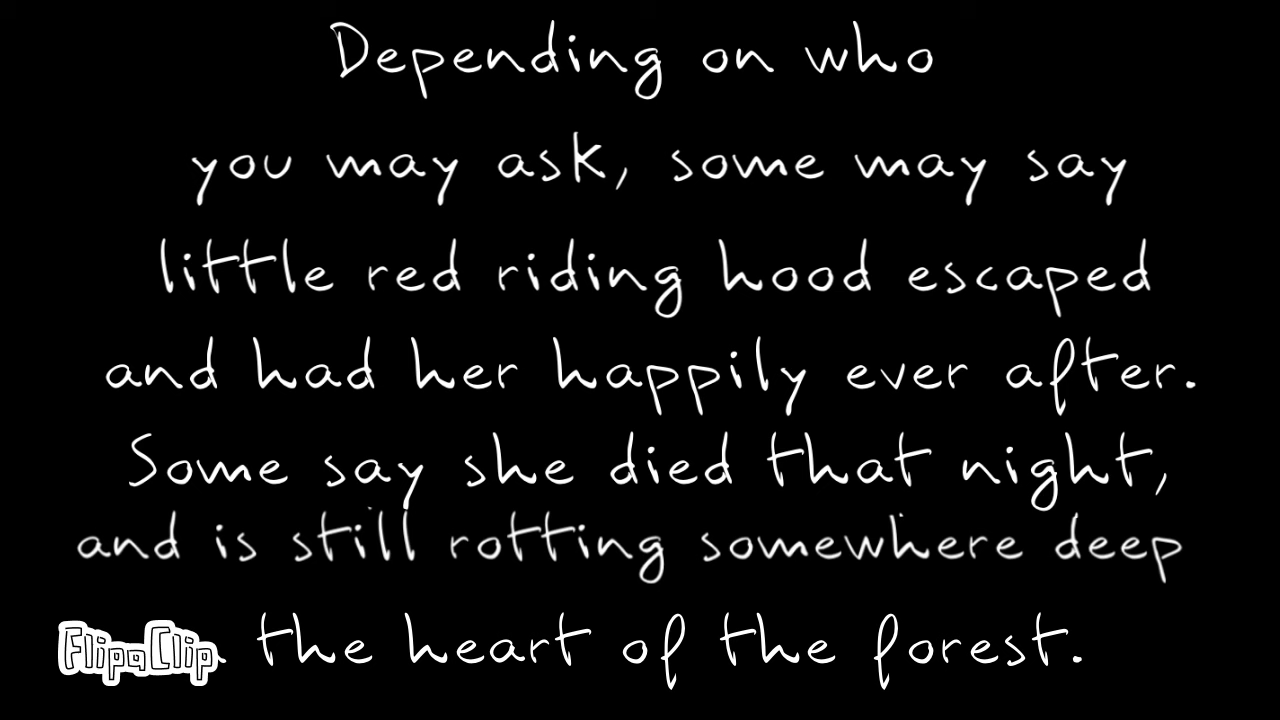 Depending on who
you may ask, some may say
little red riding hood escaped
and had her happily ever after.
Some say she died that night,
and is still rotting somewhere deep
the heart of the forest.
FlipaClip